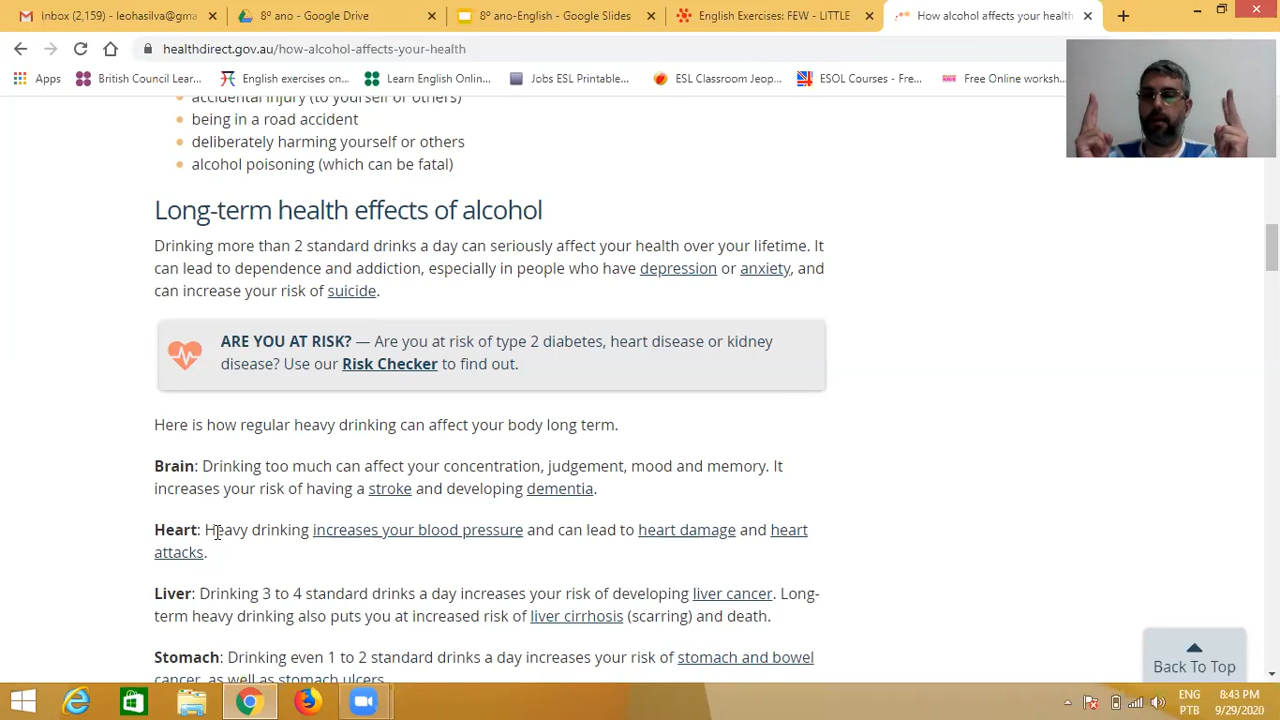 Inbox (2,159) - leohasilva@gma
8º ano - Google Drive
8º ano-English - Google Slides
English Exercises: FEW - LITTLE
How alcohol affects your health
healthdirect.gov.au/how-alcohol-affects-your-health
Apps
British Council Lear...
English exercises on...
Learn English Onlin...
Jobs ESL Printable...
ESL Classroom Jeop...
ESOL Courses - Fre...
Free Online worksh...
accidental injury (to yourself or others)
being in a road accident
deliberately harming yourself or others
alcohol poisoning (which can be fatal)
Long-term health effects of alcohol
Drinking more than 2 standard drinks a day can seriously affect your health over your lifetime. It
can lead to dependence and addiction, especially in people who have depression or anxiety, and
can increase your risk of suicide.
ARE YOU AT RISK? — Are you at risk of type 2 diabetes, heart disease or kidney
disease? Use our Risk Checker to find out.
Here is how regular heavy drinking can affect your body long term.
Brain: Drinking too much can affect your concentration, judgement, mood and memory. It
increases your risk of having a stroke and developing dementia.
Heart: Heavy drinking increases your blood pressure and can lead to heart damage and heart
attacks.
Liver: Drinking 3 to 4 standard drinks a day increases your risk of developing liver cancer. Long-
term heavy drinking also puts you at increased risk of liver cirrhosis (scarring) and death.
Stomach: Drinking even 1 to 2 standard drinks a day increases your risk of stomach and bowel
cancer, as well as stomach ulcers.
Back To Top
ENG
PTB
8:43 PM
9/29/2020